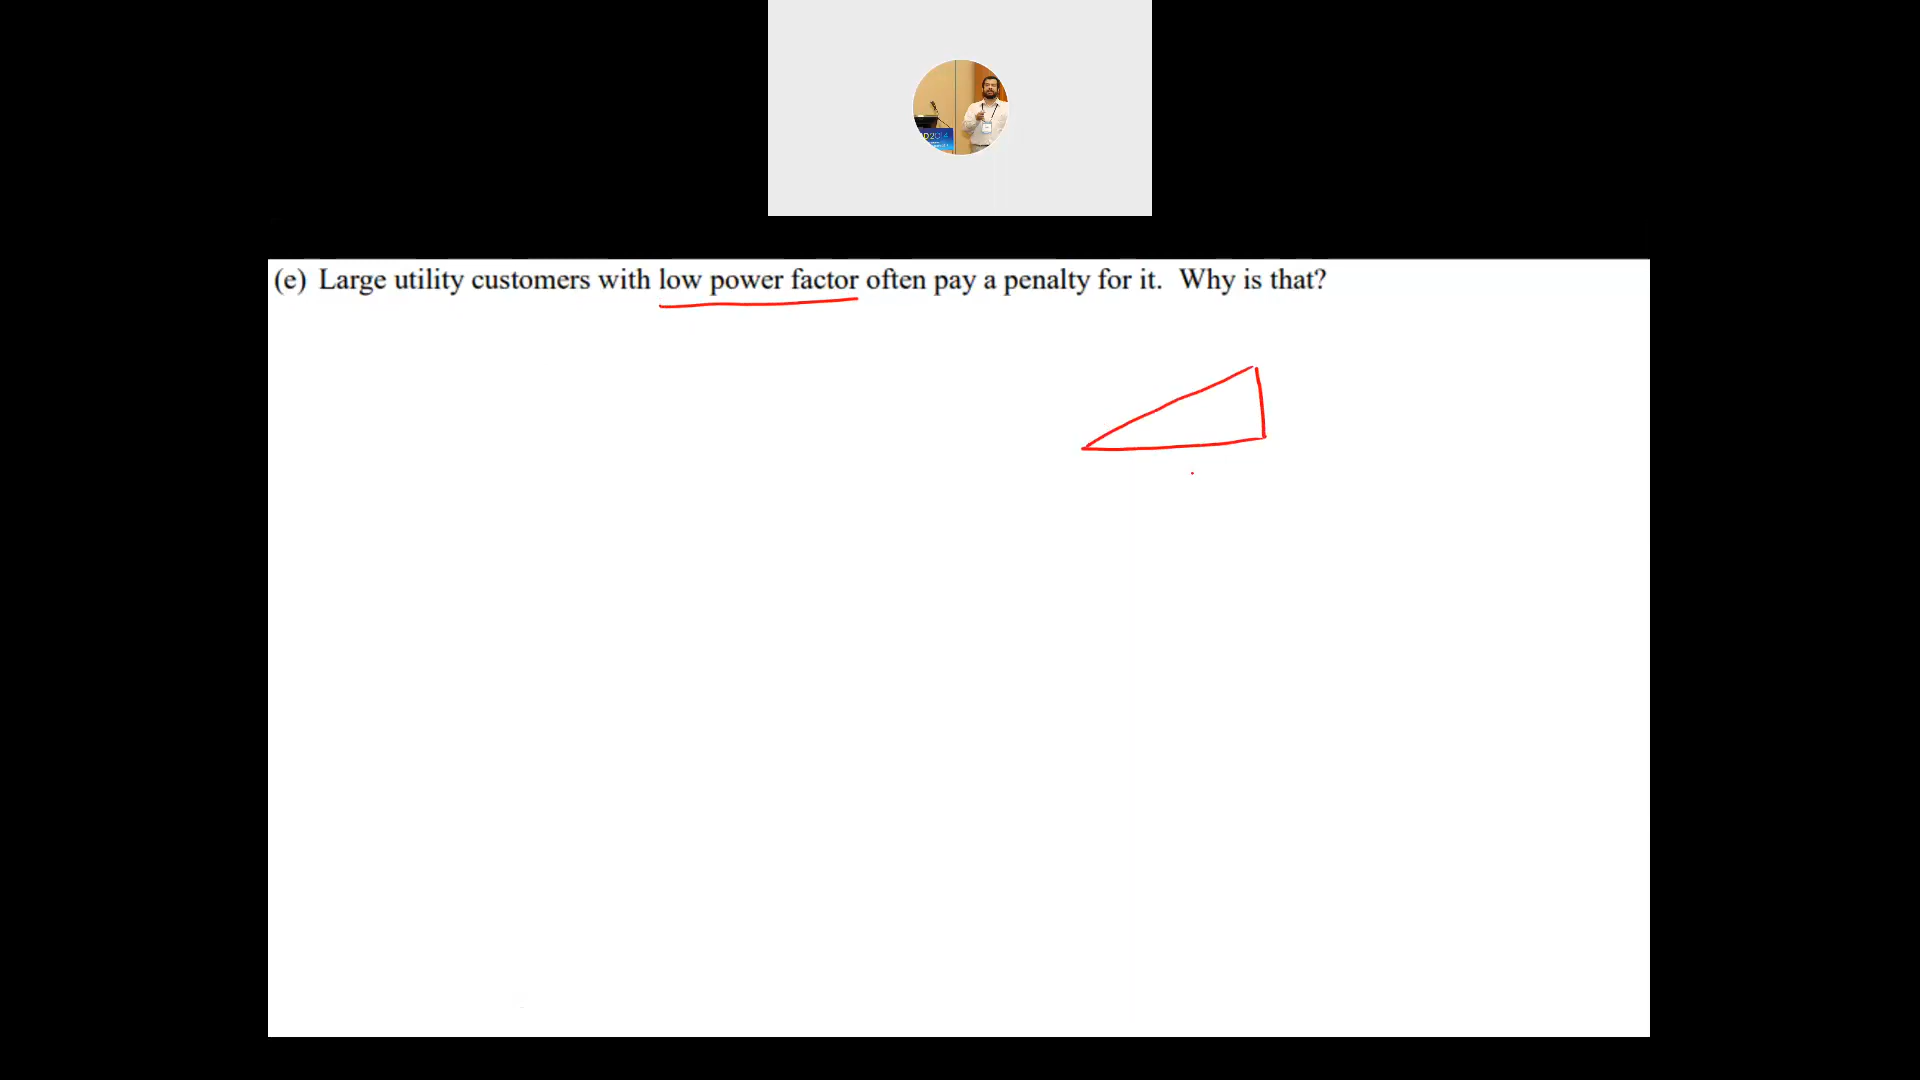 (e) Large utility customers with low power factor often pay a penalty for it. Why is that?